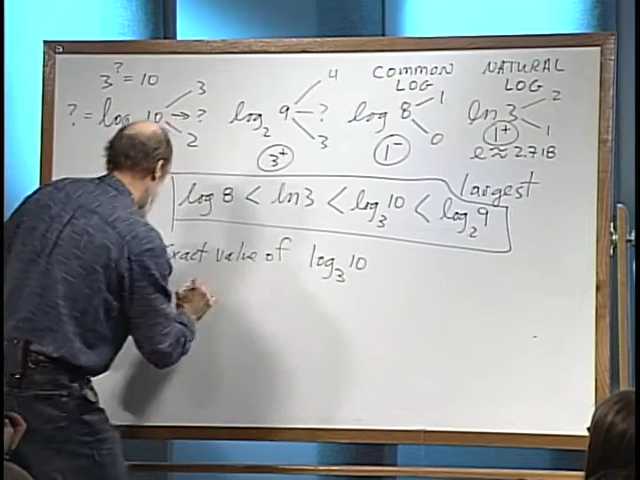 3^? = 10
? = log 10 → ? 3 2
log₂ 9 4 ? 3
3⁺
COMMON LOG
log 8 1 0
1⁻
NATURAL LOG
ln 3 2 1
1⁺
e ≈ 2.718
largest
log 8 < ln 3 < log₃ 10 < log₂ 9
xact value of log₃ 10